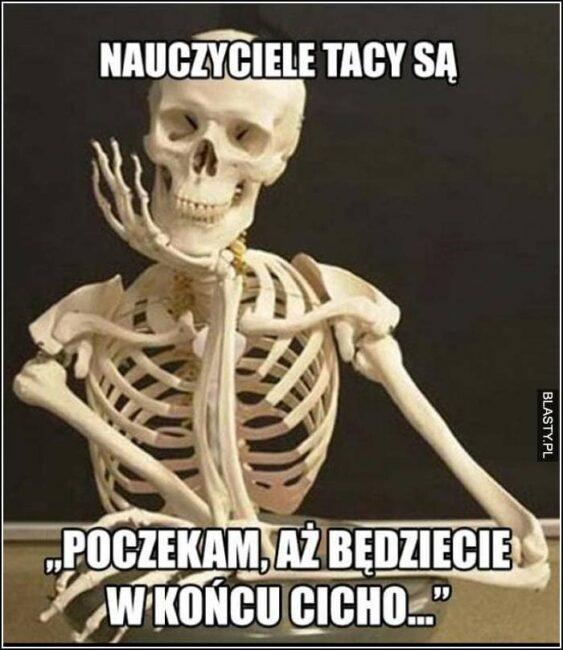 NAUCZYCIELE TACY SĄ
„POCZEKAM, AŻ BĘDZIECIE
W KOŃCU CICHO..."
BLASTY.PL